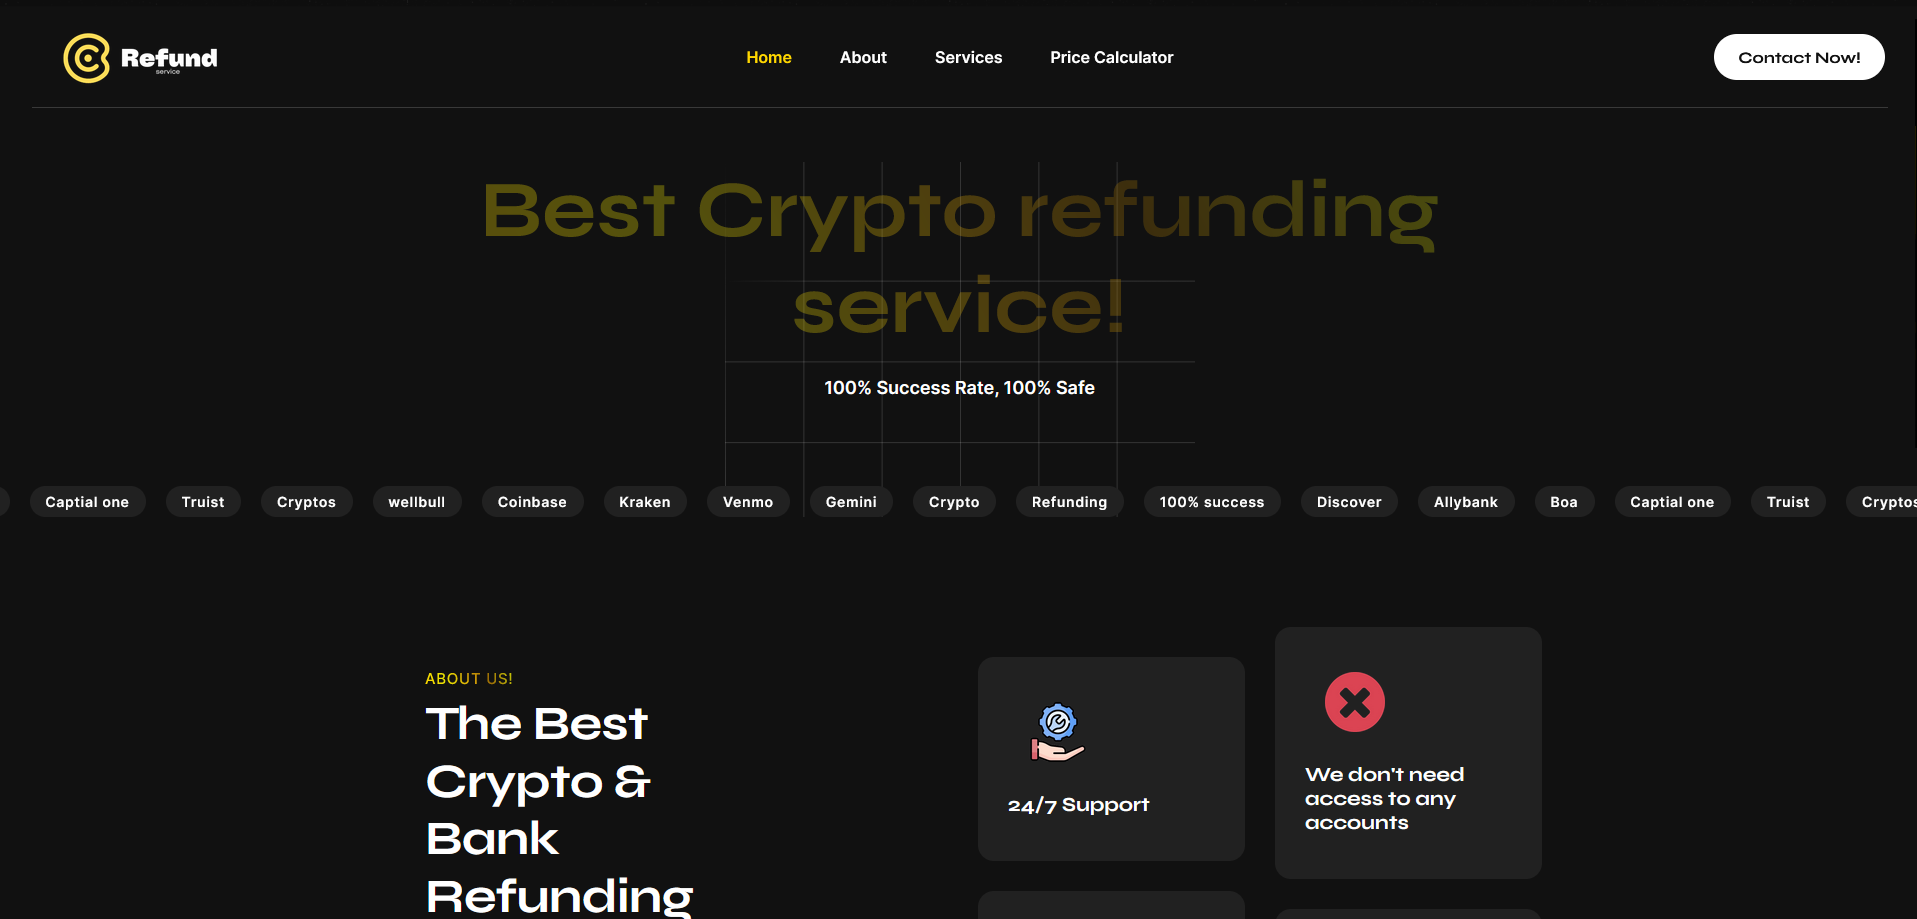 Refund
service
Home
About
Services
Price Calculator
Contact Now!
Best Crypto refunding
service!
100% Success Rate, 100% Safe
Captial one
Truist
Cryptos
wellbull
Coinbase
Kraken
Venmo
Gemini
Crypto
Refunding
100% success
Discover
Allybank
Boa
Captial one
Truist
Cryptos
ABOUT US!
The Best
Crypto &
Bank
Refunding
24/7 Support
We don't need
access to any
accounts